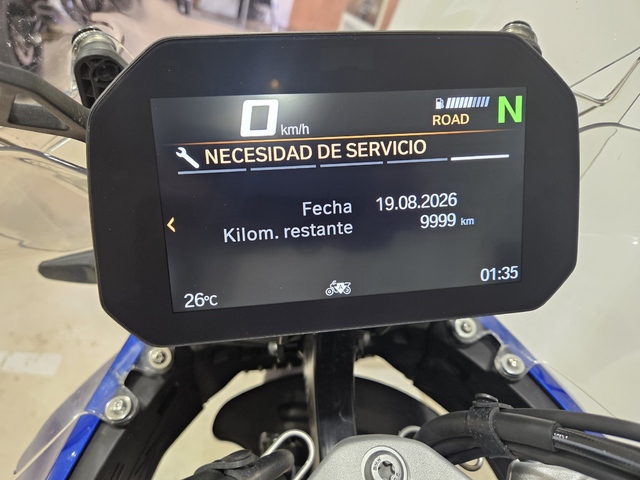 0 km/h
ROAD
N
NECESIDAD DE SERVICIO
Fecha 19.08.2026
Kilom. restante 9999 km
26°C
01:35